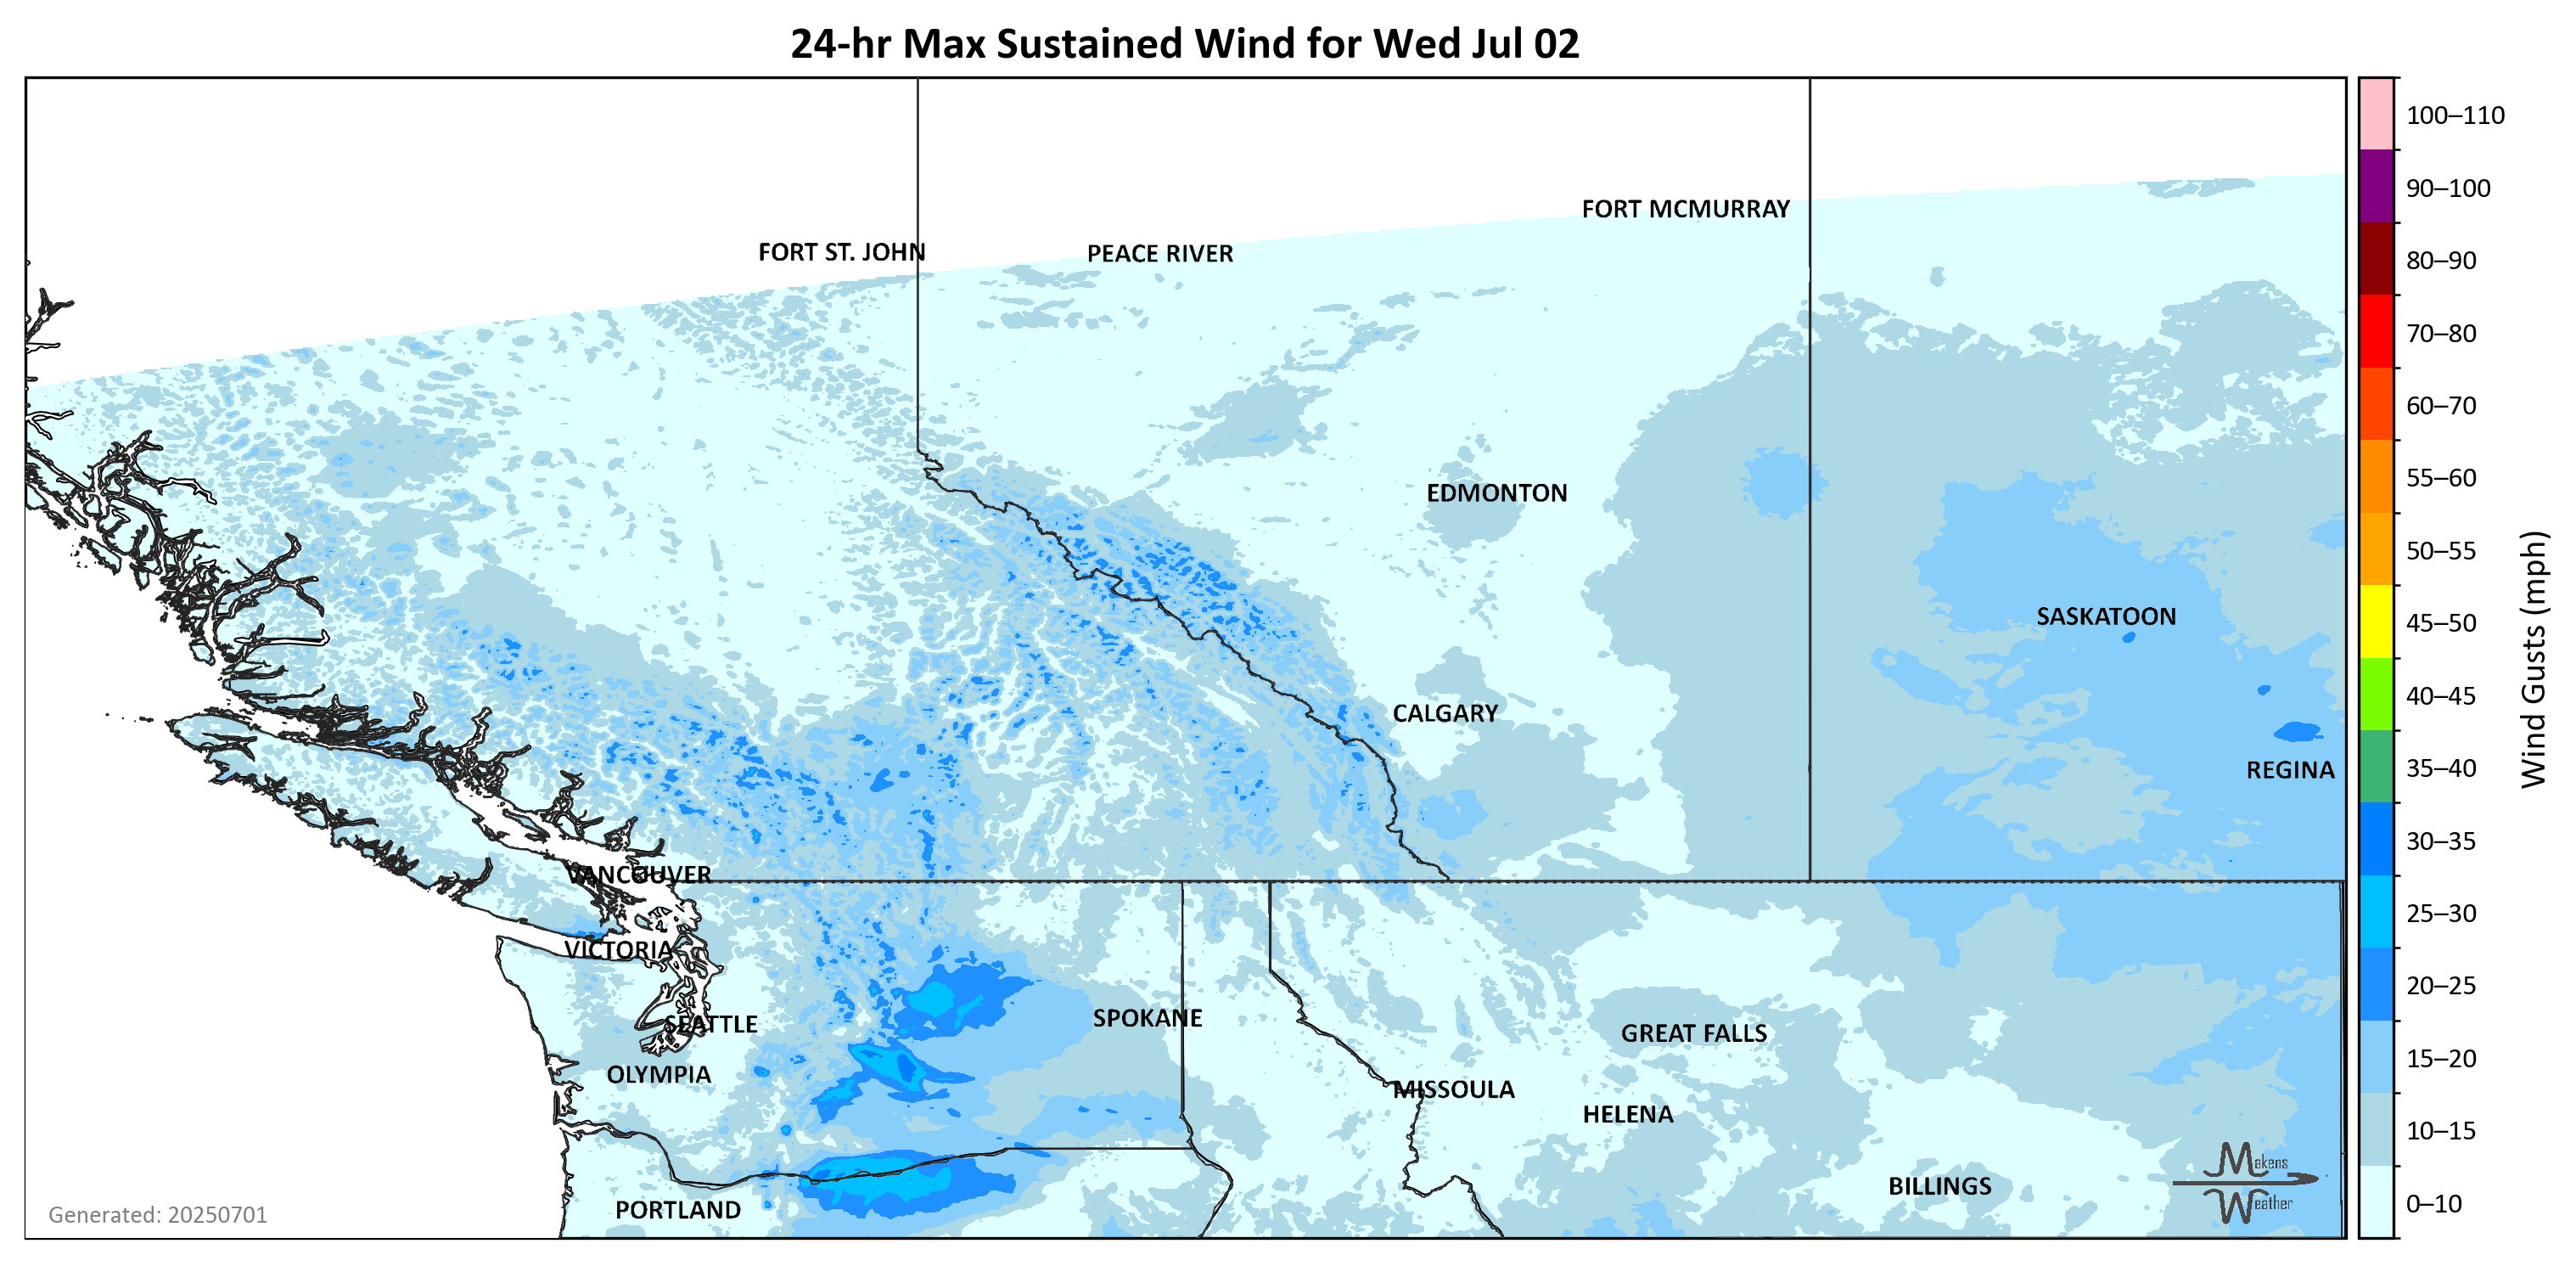 24-hr Max Sustained Wind for Wed Jul 02
100–110
90–100
80–90
70–80
60–70
55–60
50–55
45–50
40–45
35–40
30–35
25–30
20–25
15–20
10–15
0–10
Wind Gusts (mph)
FORT MCMURRAY
FORT ST. JOHN
PEACE RIVER
EDMONTON
SASKATOON
CALGARY
REGINA
VANCOUVER
VICTORIA
SPOKANE
SEATTLE
GREAT FALLS
OLYMPIA
MISSOULA
HELENA
BILLINGS
PORTLAND
Makens
Weather
Generated: 20250701